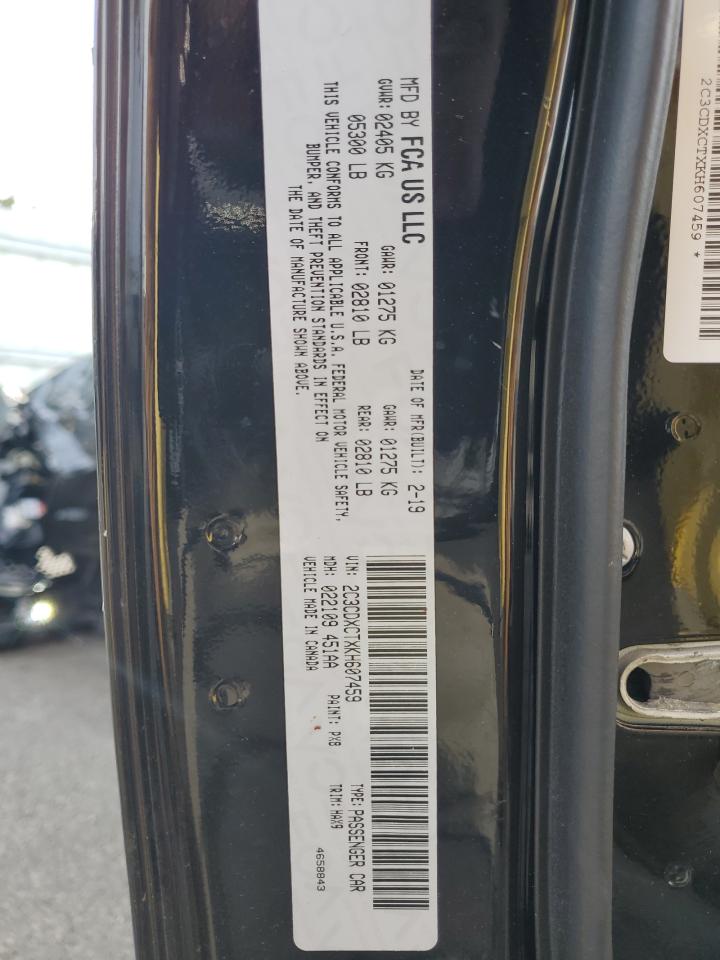 MFD BY FCA US LLC
DATE OF MFR(BUILT): 2-19
GVWR: 02405 KG
GAWR: 01275 KG
GAWR: 01275 KG
05300 LB
FRONT: 02810 LB
REAR: 02810 LB
THIS VEHICLE CONFORMS TO ALL APPLICABLE U.S.A. FEDERAL MOTOR VEHICLE SAFETY,
BUMPER, AND THEFT PREVENTION STANDARDS IN EFFECT ON
THE DATE OF MANUFACTURE SHOWN ABOVE.
VIN: 2C3CDXCTXKH607459
TYPE: PASSENGER CAR
MDH: 022109 451AA
PAINT: PX8
TRIM: HAX9
VEHICLE MADE IN CANADA
4658843
2C3CDXCTXKH607459 *